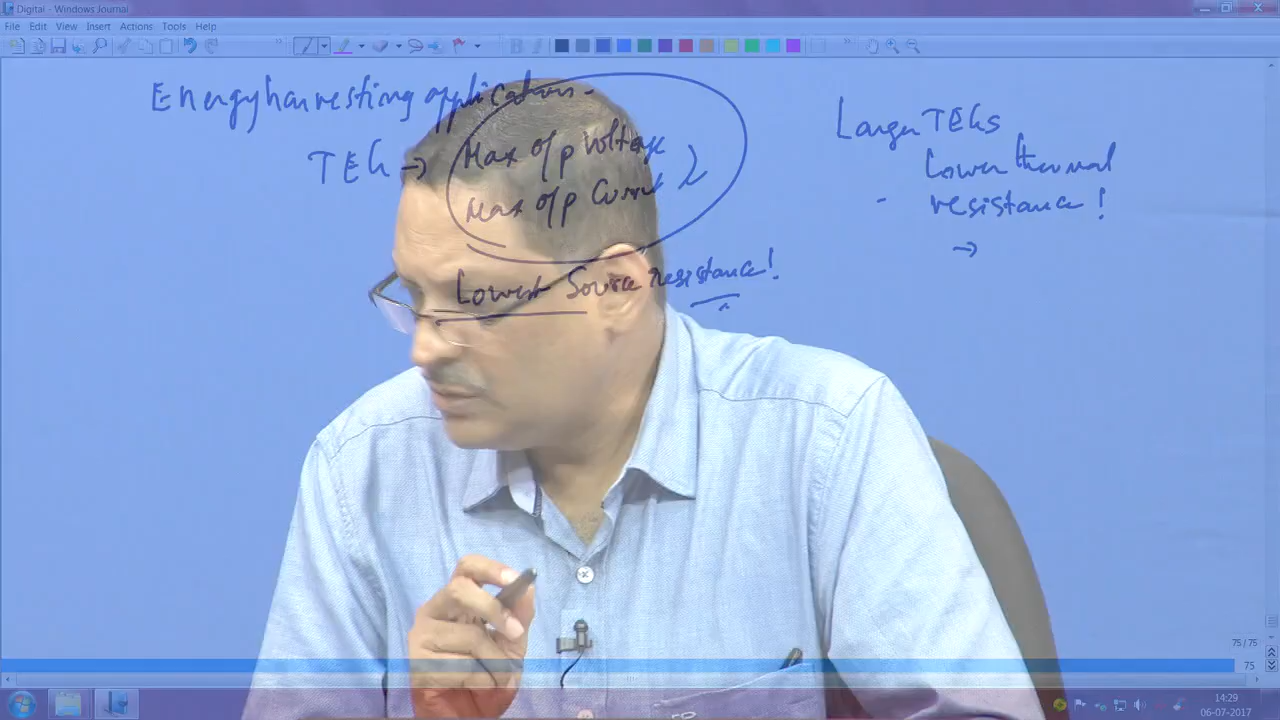 Digital - Windows Journal
File Edit View Insert Actions Tools Help
Energy harvesting applications.
TEG → Max o/p voltage
Max o/p Current
Lowest Source resistance!
Larger TEGs
Lower thermal
resistance!
→
75 / 75
75
14:29
06-07-2017